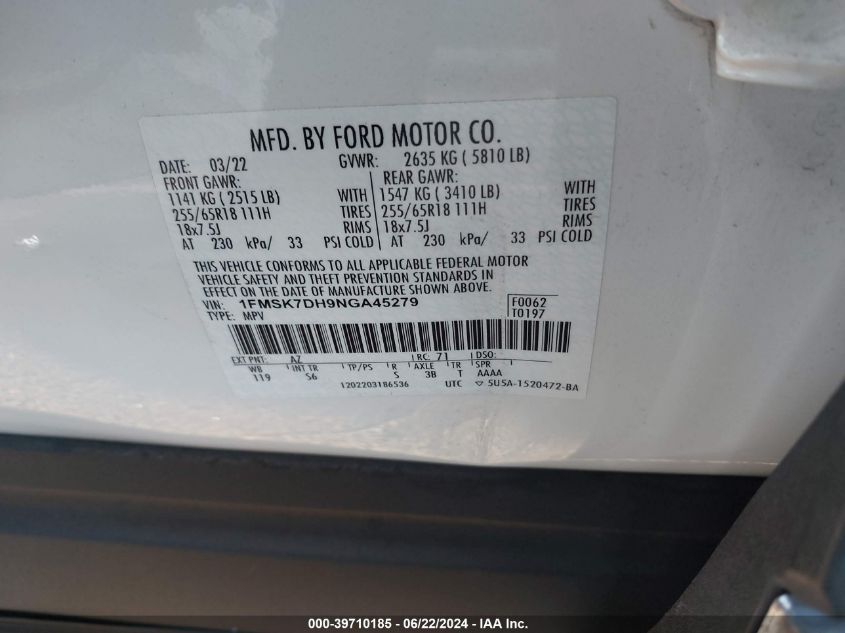 MFD. BY FORD MOTOR CO.
DATE: 03/22 GVWR: 2635 KG ( 5810 LB)
FRONT GAWR: REAR GAWR:
1141 KG ( 2515 LB) WITH 1547 KG ( 3410 LB) WITH
255/65R18 111H TIRES 255/65R18 111H TIRES
18x7.5J RIMS 18x7.5J RIMS
AT 230 kPa/ 33 PSI COLD AT 230 kPa/ 33 PSI COLD
THIS VEHICLE CONFORMS TO ALL APPLICABLE FEDERAL MOTOR
VEHICLE SAFETY AND THEFT PREVENTION STANDARDS IN
EFFECT ON THE DATE OF MANUFACTURE SHOWN ABOVE.
VIN: 1FMSK7DH9NGA45279 F0062
TYPE: MPV T0197
EXT PNT: AZ RC: 71 DSO:
WB INT TR TP/PS R AXLE TR SPR
119 S6 S 3B T AAAA
1202203186536 UTC ▽ 5U5A-1520472-BA
000-39710185 - 06/22/2024 - IAA Inc.